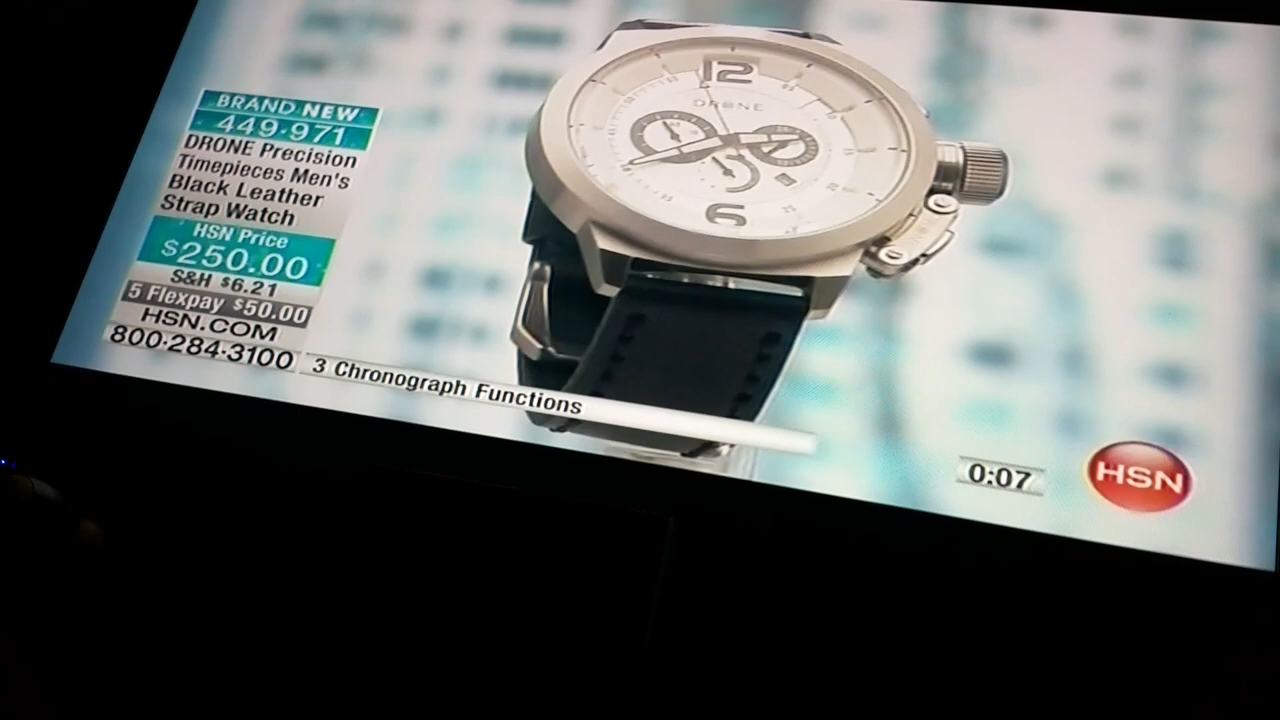 BRAND NEW
449·971
DRONE Precision
Timepieces Men's
Black Leather
Strap Watch
HSN Price
$250.00
S&H $6.21
5 Flexpay $50.00
HSN.COM
800·284·3100
3 Chronograph Functions
12
DRONE
6
0:07
HSN